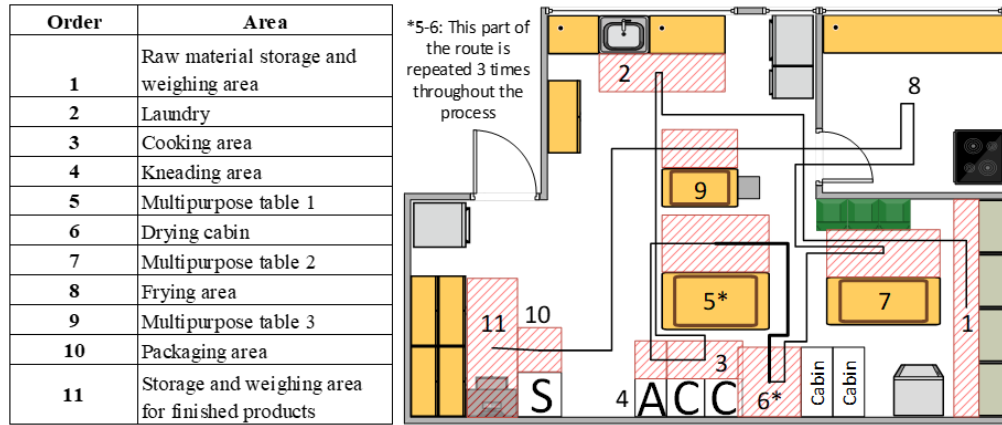 Order Area
1 Raw material storage and
weighing area
2 Laundry
3 Cooking area
4 Kneading area
5 Multipurpose table 1
6 Drying cabin
7 Multipurpose table 2
8 Frying area
9 Multipurpose table 3
10 Packaging area
11 Storage and weighing area
for finished products
*5-6: This part of
the route is
repeated 3 times
throughout the
process
2
8
9
5*
7
1
10
11
3
4
6*
S
A
C
C
Cabin
Cabin